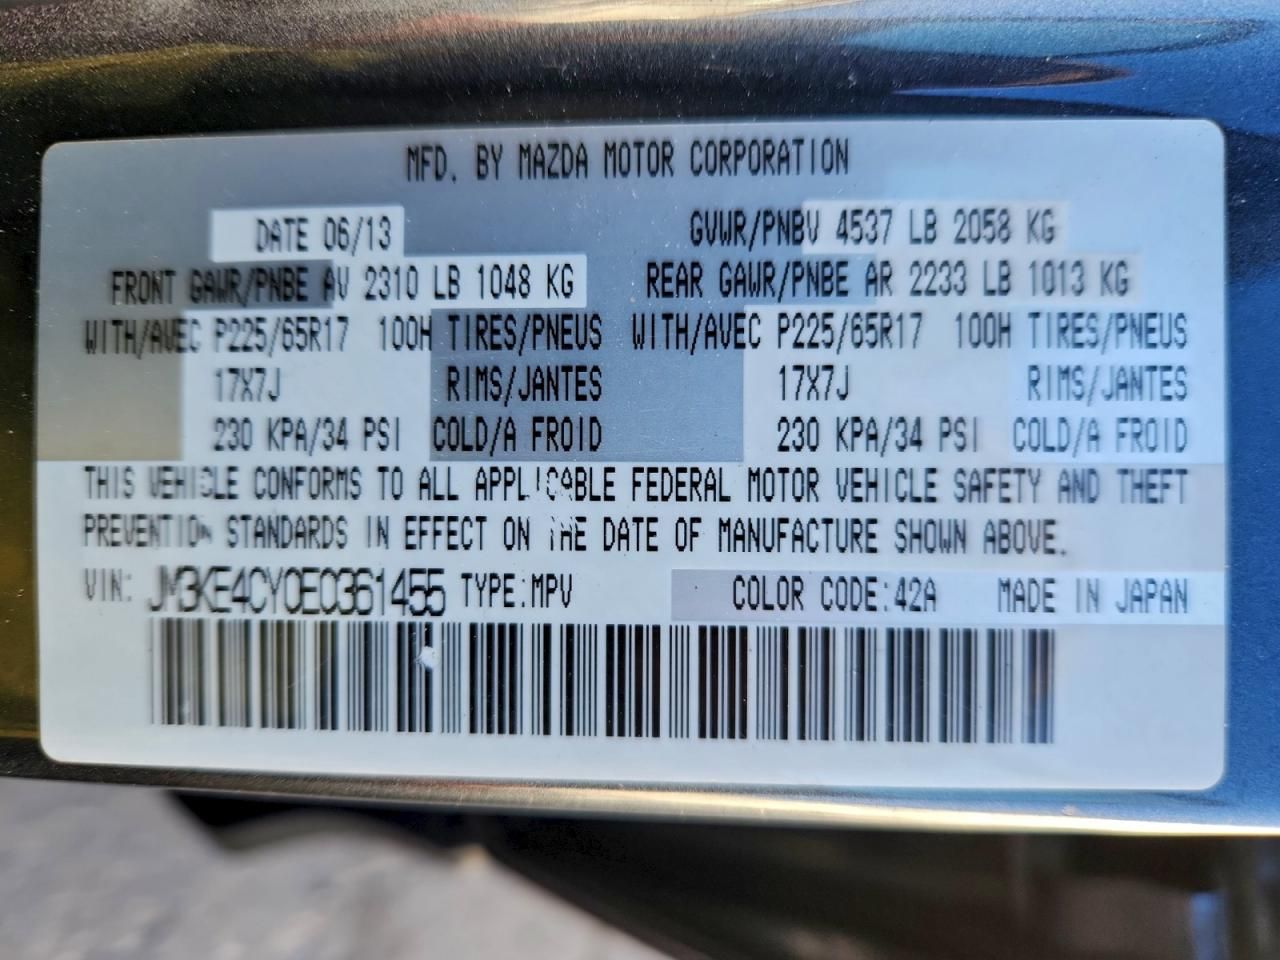 MFD. BY MAZDA MOTOR CORPORATION
DATE 06/13 GVWR/PNBV 4537 LB 2058 KG
FRONT GAWR/PNBE AV 2310 LB 1048 KG REAR GAWR/PNBE AR 2233 LB 1013 KG
WITH/AVEC P225/65R17 100H TIRES/PNEUS WITH/AVEC P225/65R17 100H TIRES/PNEUS
17X7J RIMS/JANTES 17X7J RIMS/JANTES
230 KPA/34 PSI COLD/A FROID 230 KPA/34 PSI COLD/A FROID
THIS VEHICLE CONFORMS TO ALL APPLICABLE FEDERAL MOTOR VEHICLE SAFETY AND THEFT
PREVENTION STANDARDS IN EFFECT ON THE DATE OF MANUFACTURE SHOWN ABOVE.
VIN: JM3KE4CY0E0361455 TYPE:MPV COLOR CODE:42A MADE IN JAPAN